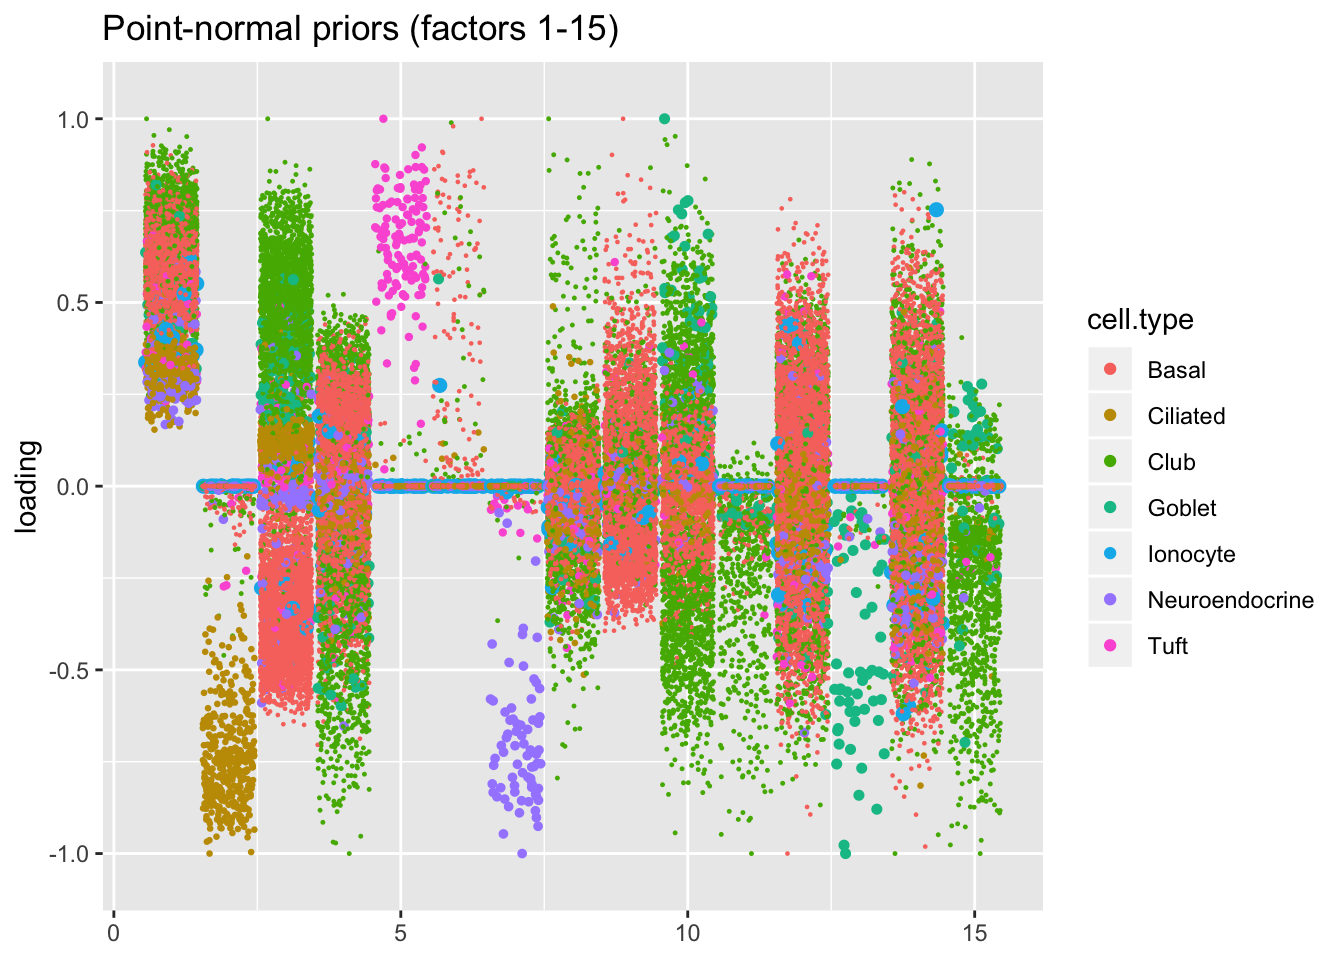 Point-normal priors (factors 1-15)
loading
1.0
0.5
0.0
-0.5
-1.0
0
5
10
15
cell.type
Basal
Ciliated
Club
Goblet
Ionocyte
Neuroendocrine
Tuft